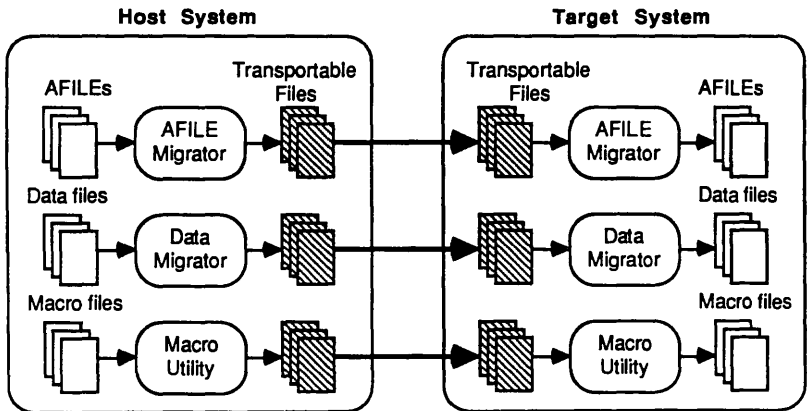 Host System
Target System
AFILEs
Transportable
Files
AFILE
Migrator
Transportable
Files
AFILE
Migrator
AFILEs
Data files
Data
Migrator
Data
Migrator
Data files
Macro files
Macro
Utility
Macro
Utility
Macro files